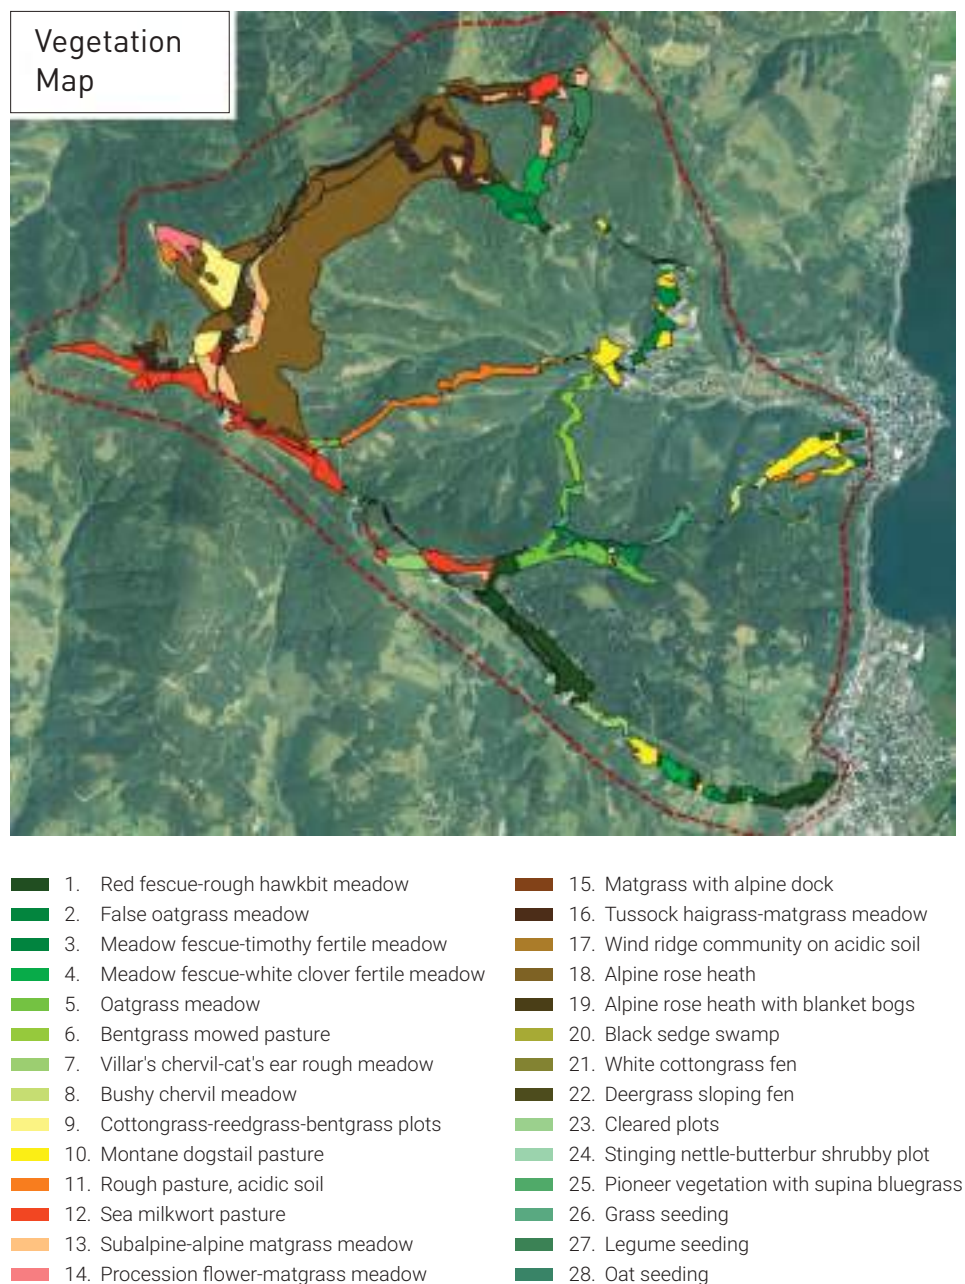 Vegetation
Map
1. Red fescue-rough hawkbit meadow
2. False oatgrass meadow
3. Meadow fescue-timothy fertile meadow
4. Meadow fescue-white clover fertile meadow
5. Oatgrass meadow
6. Bentgrass mowed pasture
7. Villar's chervil-cat's ear rough meadow
8. Bushy chervil meadow
9. Cottongrass-reedgrass-bentgrass plots
10. Montane dogstail pasture
11. Rough pasture, acidic soil
12. Sea milkwort pasture
13. Subalpine-alpine matgrass meadow
14. Procession flower-matgrass meadow
15. Matgrass with alpine dock
16. Tussock haigrass-matgrass meadow
17. Wind ridge community on acidic soil
18. Alpine rose heath
19. Alpine rose heath with blanket bogs
20. Black sedge swamp
21. White cottongrass fen
22. Deergrass sloping fen
23. Cleared plots
24. Stinging nettle-butterbur shrubby plot
25. Pioneer vegetation with supina bluegrass
26. Grass seeding
27. Legume seeding
28. Oat seeding